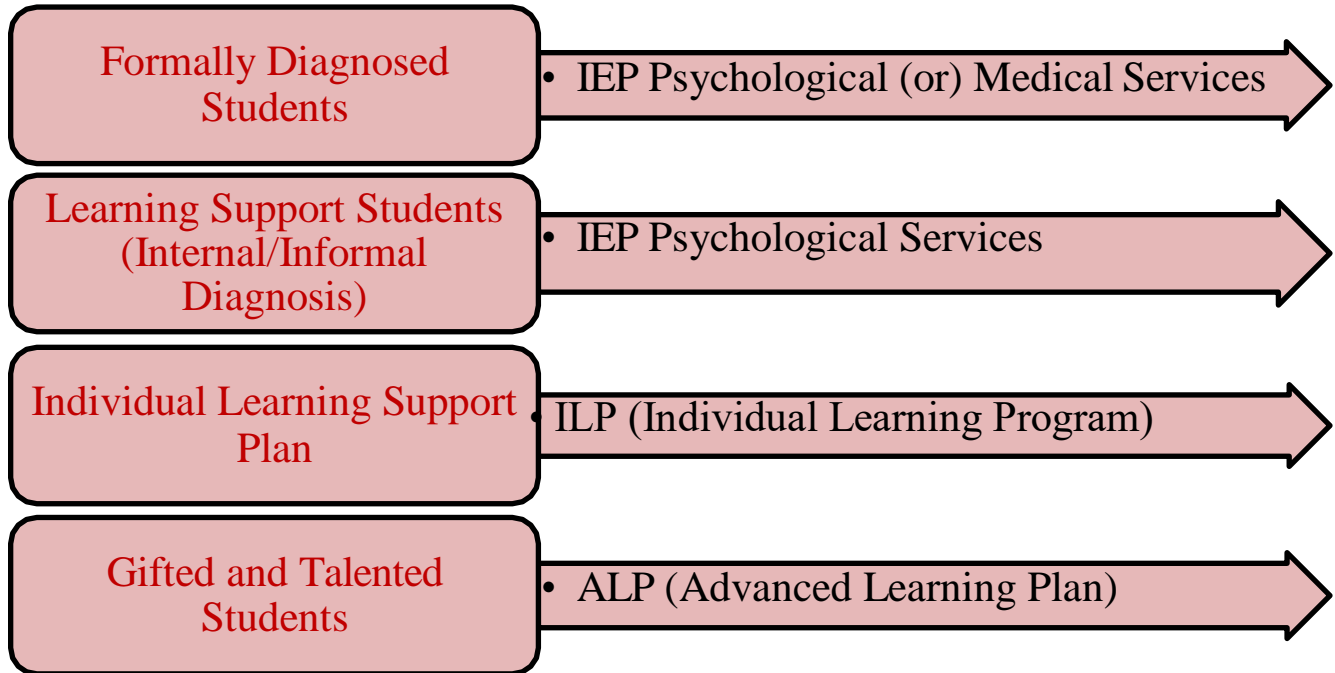 Formally Diagnosed
Students
• IEP Psychological (or) Medical Services
Learning Support Students
(Internal/Informal
Diagnosis)
• IEP Psychological Services
Individual Learning Support
Plan
• ILP (Individual Learning Program)
Gifted and Talented
Students
• ALP (Advanced Learning Plan)